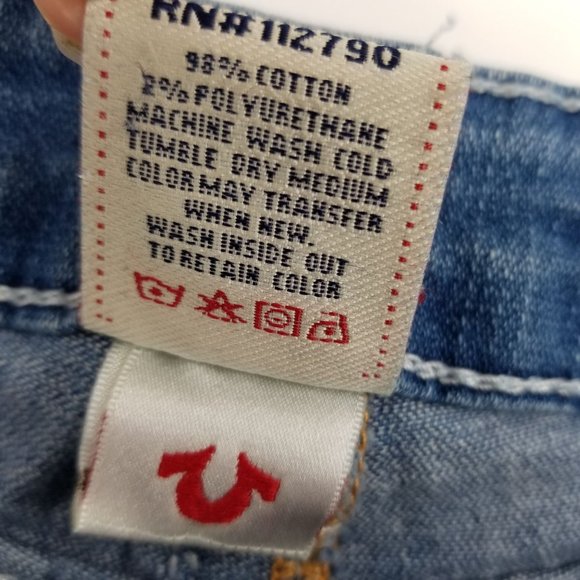 RN#112790
98% COTTON
2% POLYURETHANE
MACHINE WASH COLD
TUMBLE DRY MEDIUM
COLOR MAY TRANSFER
WHEN NEW.
WASH INSIDE OUT
TO RETAIN COLOR